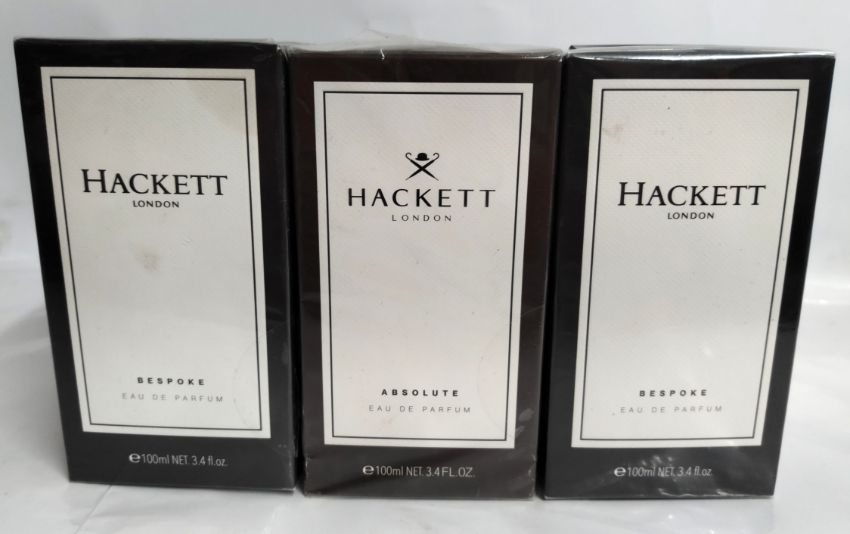 HACKETT
LONDON
BESPOKE
EAU DE PARFUM
℮100ml NET. 3.4 fl.oz.
HACKETT
LONDON
ABSOLUTE
EAU DE PARFUM
℮100ml NET. 3.4 FL.OZ.
HACKETT
LONDON
BESPOKE
EAU DE PARFUM
℮100ml NET. 3.4 fl.oz